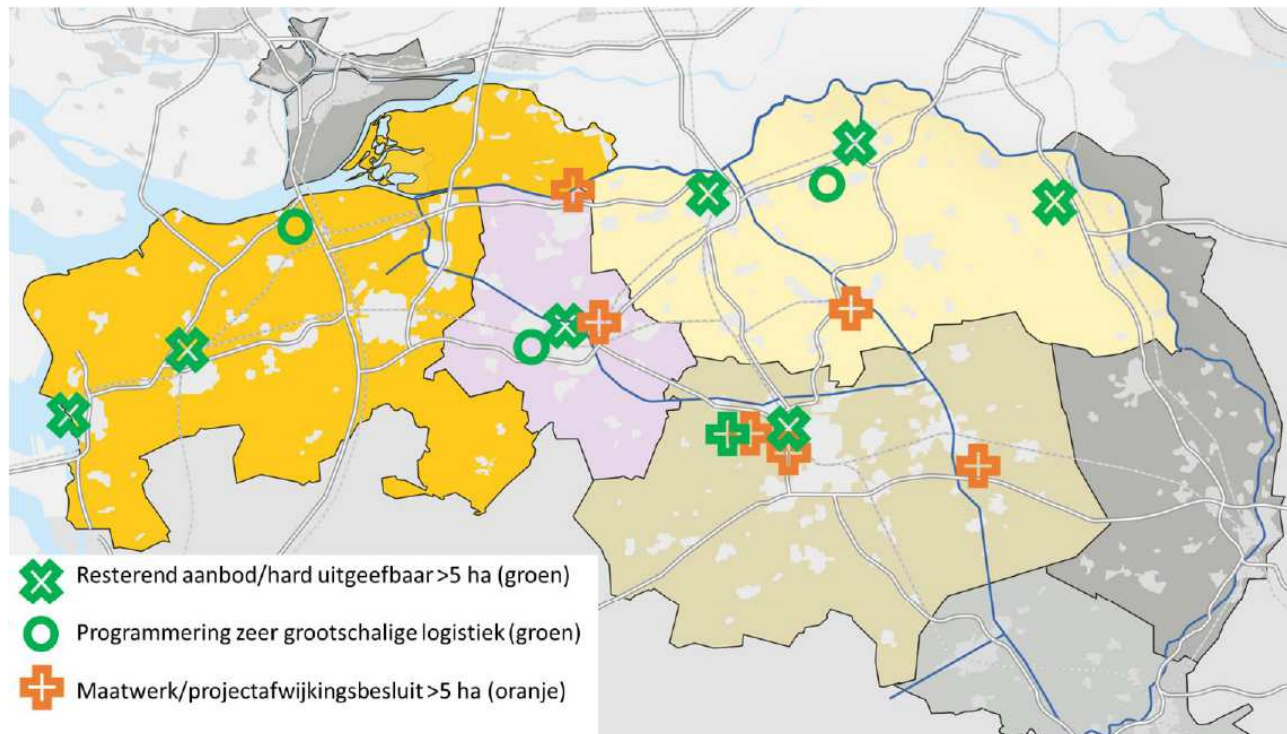 Resterend aanbod/hard uitgeefbaar >5 ha (groen)
Programmering zeer grootschalige logistiek (groen)
Maatwerk/projectafwijkingsbesluit >5 ha (oranje)